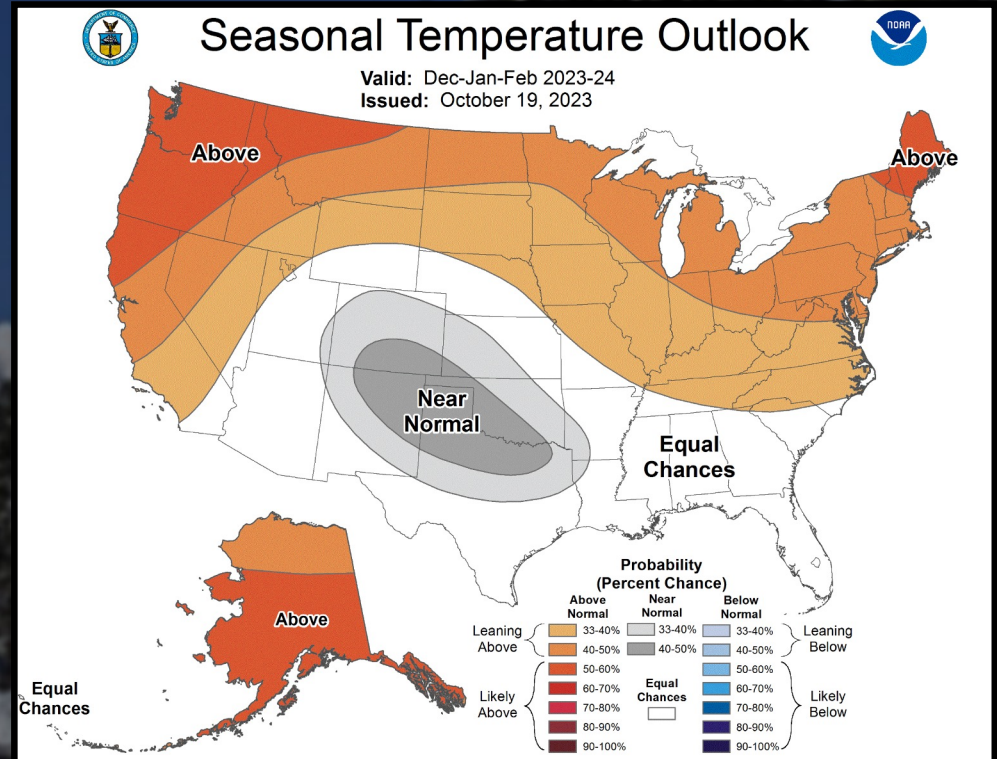 Seasonal Temperature Outlook
NOAA
Valid: Dec-Jan-Feb 2023-24
Issued: October 19, 2023
Above
Above
Near
Normal
Equal
Chances
Above
Equal
Chances
Probability
(Percent Chance)
Above
Normal
Near
Normal
Below
Normal
Leaning
Above
33-40%
40-50%
33-40%
40-50%
33-40%
40-50%
Leaning
Below
Likely
Above
50-60%
60-70%
70-80%
80-90%
90-100%
Equal
Chances
50-60%
60-70%
70-80%
80-90%
90-100%
Likely
Below